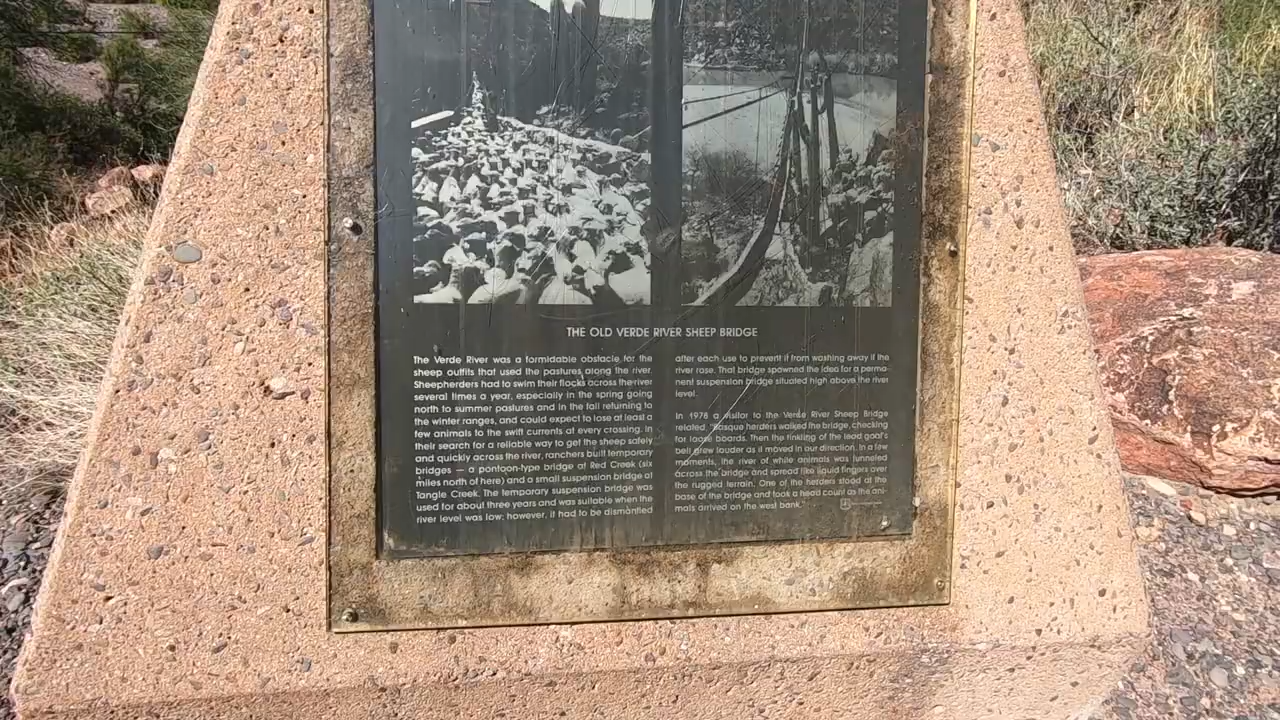 THE OLD VERDE RIVER SHEEP BRIDGE
The Verde River was a formidable obstacle for the
sheep outfits that used the pastures along the river.
Sheepherders had to swim their flocks across the river
several times a year, especially in the spring going
north to summer pastures and in the fall returning to
the winter ranges, and could expect to lose at least a
few animals to the swift currents at every crossing. In
their search for a reliable way to get the sheep safely
and quickly across the river, ranchers built temporary
bridges — a pontoon-type bridge at Red Creek (six
miles north of here) and a small suspension bridge at
Tangle Creek. The temporary suspension bridge was
used for about three years and was suitable when the
river level was low; however, it had to be dismantled
after each use to prevent it from washing away if the
river rose. That bridge spawned the idea for a perma-
nent suspension bridge situated high above the river
level.
In 1978 a visitor to the Verde River Sheep Bridge
related, "Basque herders walked the bridge, checking
for loose boards. Then the tinkling of the lead goat's
bell grew louder as it moved in our direction. In a few
moments, the river of white animals was funneled
across the bridge and spread like liquid fingers over
the rugged terrain. One of the herders stood at the
base of the bridge and took a head count as the ani-
mals arrived on the west bank."